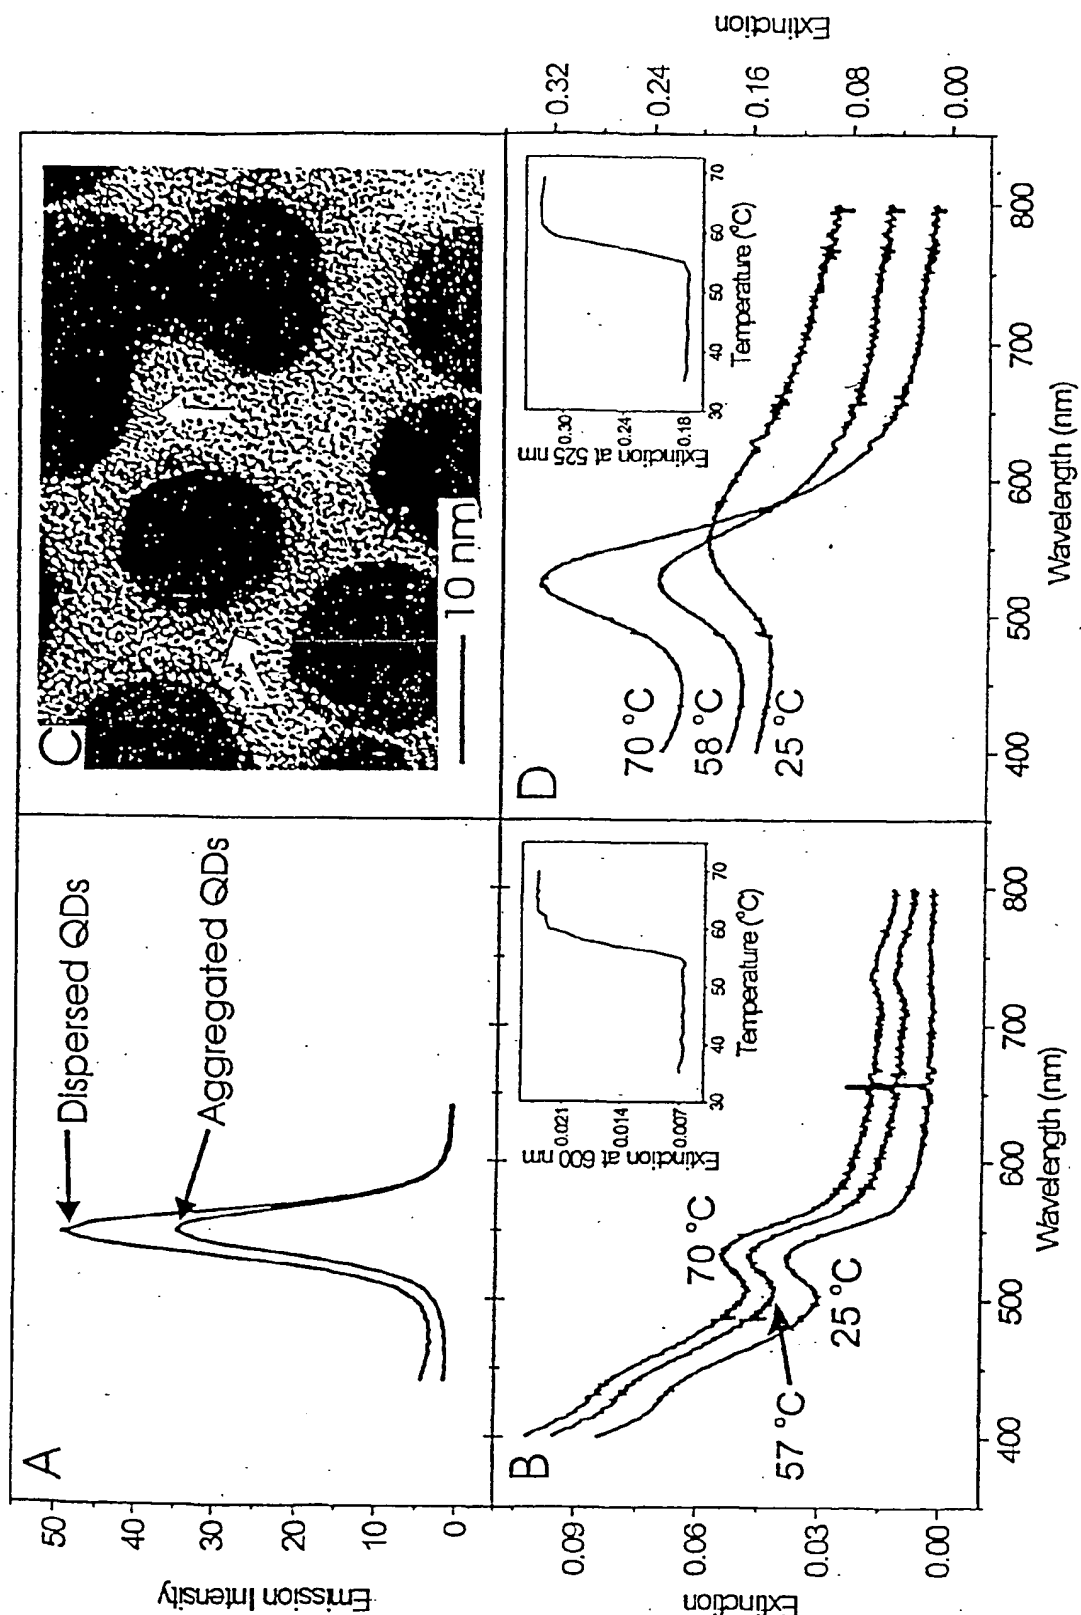 A
Dispersed QDs
Aggregated QDs
50
40
30
20
10
0
Emission Intensity
C
10 nm
B
70 °C
57 °C
25 °C
0.09
0.06
0.03
0.00
Extinction
400
500
600
700
800
Wavelength (nm)
Extinction at 600 nm
0.021
0.014
0.007
30
40
50
60
70
Temperature (°C)
D
70 °C
58 °C
25 °C
400
500
600
700
800
Wavelength (nm)
Extinction
0.32
0.24
0.16
0.08
0.00
Extinction at 525 nm
0.30
0.24
0.18
30
40
50
60
70
Temperature (°C)